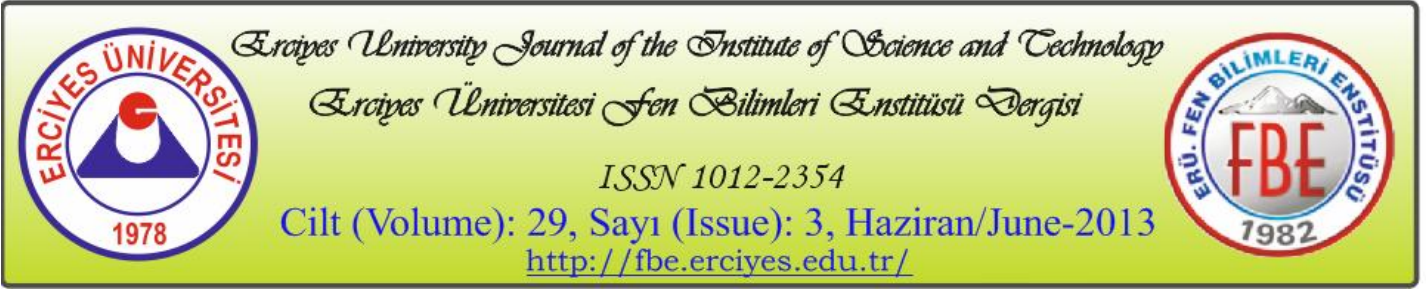 Erciyes University Journal of the Institute of Science and Technology
Erciyes Üniversitesi Fen Bilimleri Enstitüsü Dergisi
ISSN 1012-2354
Cilt (Volume): 29, Sayı (Issue): 3, Haziran/June-2013
http://fbe.erciyes.edu.tr/
ERCİYES ÜNİVERSİTESİ
1978
ERÜ. FEN BİLİMLERİ ENSTİTÜSÜ
FBE
1982